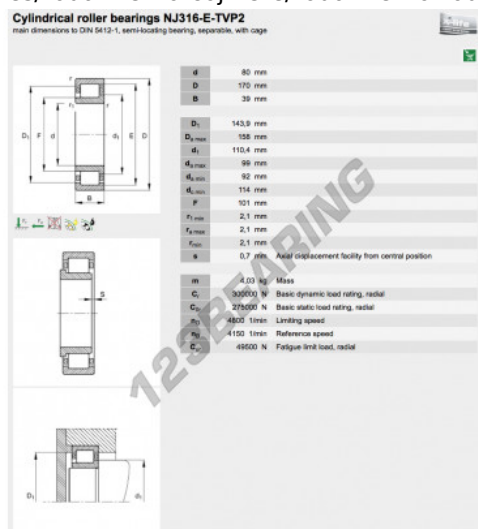 Cylindrical roller bearings NJ316-E-TVP2
main dimensions to DIN 5412-1, semi-locating bearing, separable, with cage
d 80 mm
D 170 mm
B 39 mm
D1 143,9 mm
Da max 158 mm
d1 110,4 mm
da max 99 mm
da min 92 mm
dc min 114 mm
F 101 mm
r1 min 2,1 mm
ra max 2,1 mm
rmin 2,1 mm
s 0,7 mm Axial displacement facility from central position
m 4,03 kg Mass
Cr 300000 N Basic dynamic load rating, radial
275000 N Basic static load rating, radial
nG 4800 1/min Limiting speed
4150 1/min Reference speed
49500 N Fatigue limit load, radial
r
r1
D1 F d d1 E D
B
S
D1 d1
123BEARING